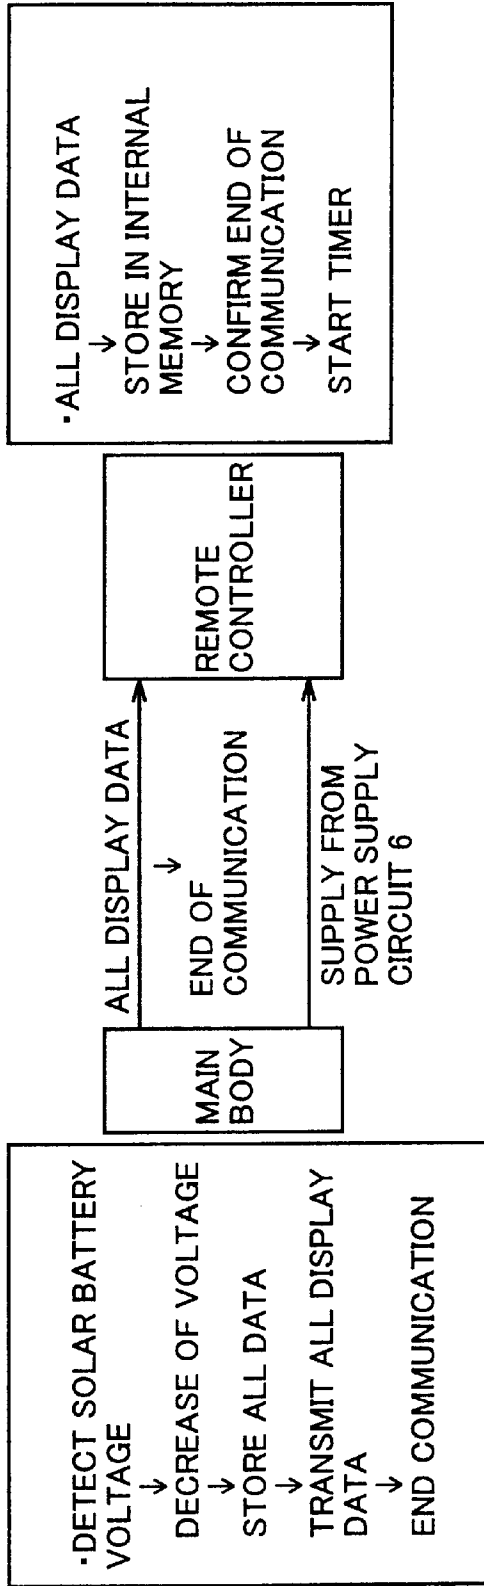 ・DETECT SOLAR BATTERY
VOLTAGE
↓
DECREASE OF VOLTAGE
↓
STORE ALL DATA
↓
TRANSMIT ALL DISPLAY
DATA
↓
END COMMUNICATION
MAIN
BODY
ALL DISPLAY DATA
↓
END OF
COMMUNICATION
SUPPLY FROM
POWER SUPPLY
CIRCUIT 6
REMOTE
CONTROLLER
・ALL DISPLAY DATA
↓
STORE IN INTERNAL
MEMORY
↓
CONFIRM END OF
COMMUNICATION
↓
START TIMER